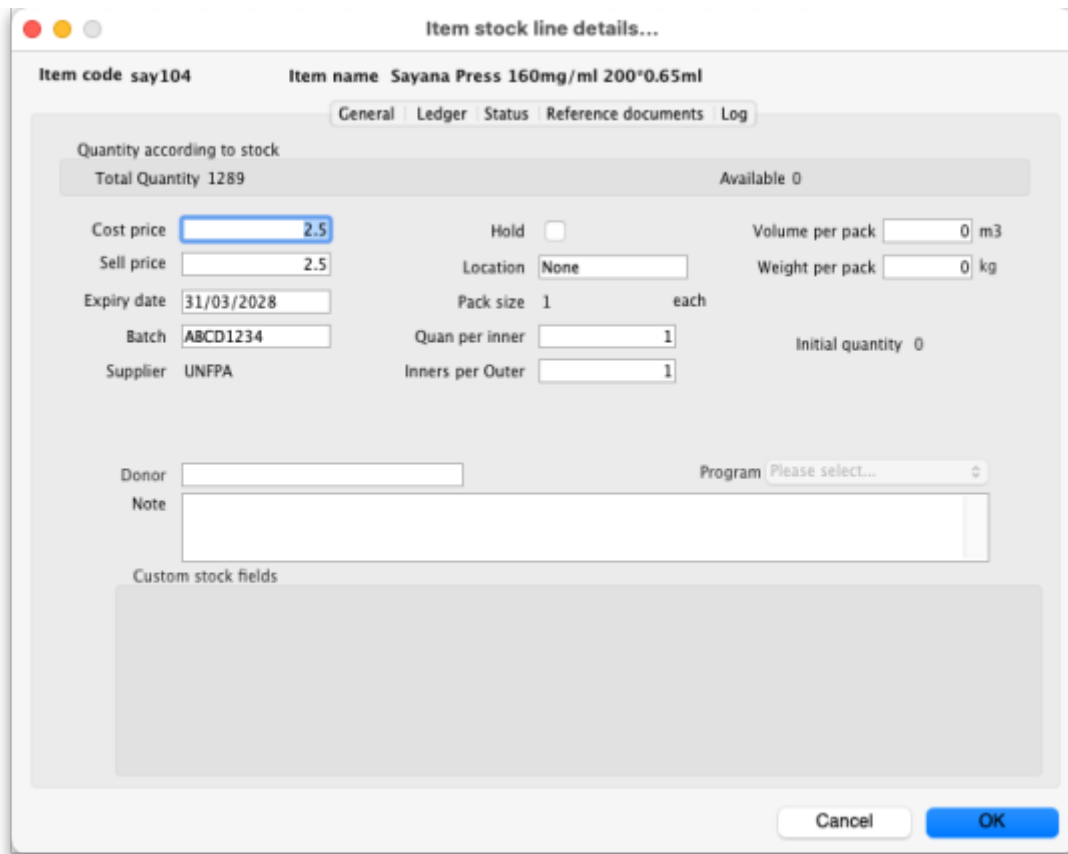 Item stock line details...
Item code say104 Item name Sayana Press 160mg/ml 200*0.65ml
General Ledger Status Reference documents Log
Quantity according to stock
Total Quantity 1289 Available 0
Cost price 2.5 Hold Volume per pack 0 m3
Sell price 2.5 Location None Weight per pack 0 kg
Expiry date 31/03/2028 Pack size 1 each
Batch ABCD1234 Quan per inner 1 Initial quantity 0
Supplier UNFPA Inners per Outer 1
Donor Program Please select...
Note
Custom stock fields
Cancel OK